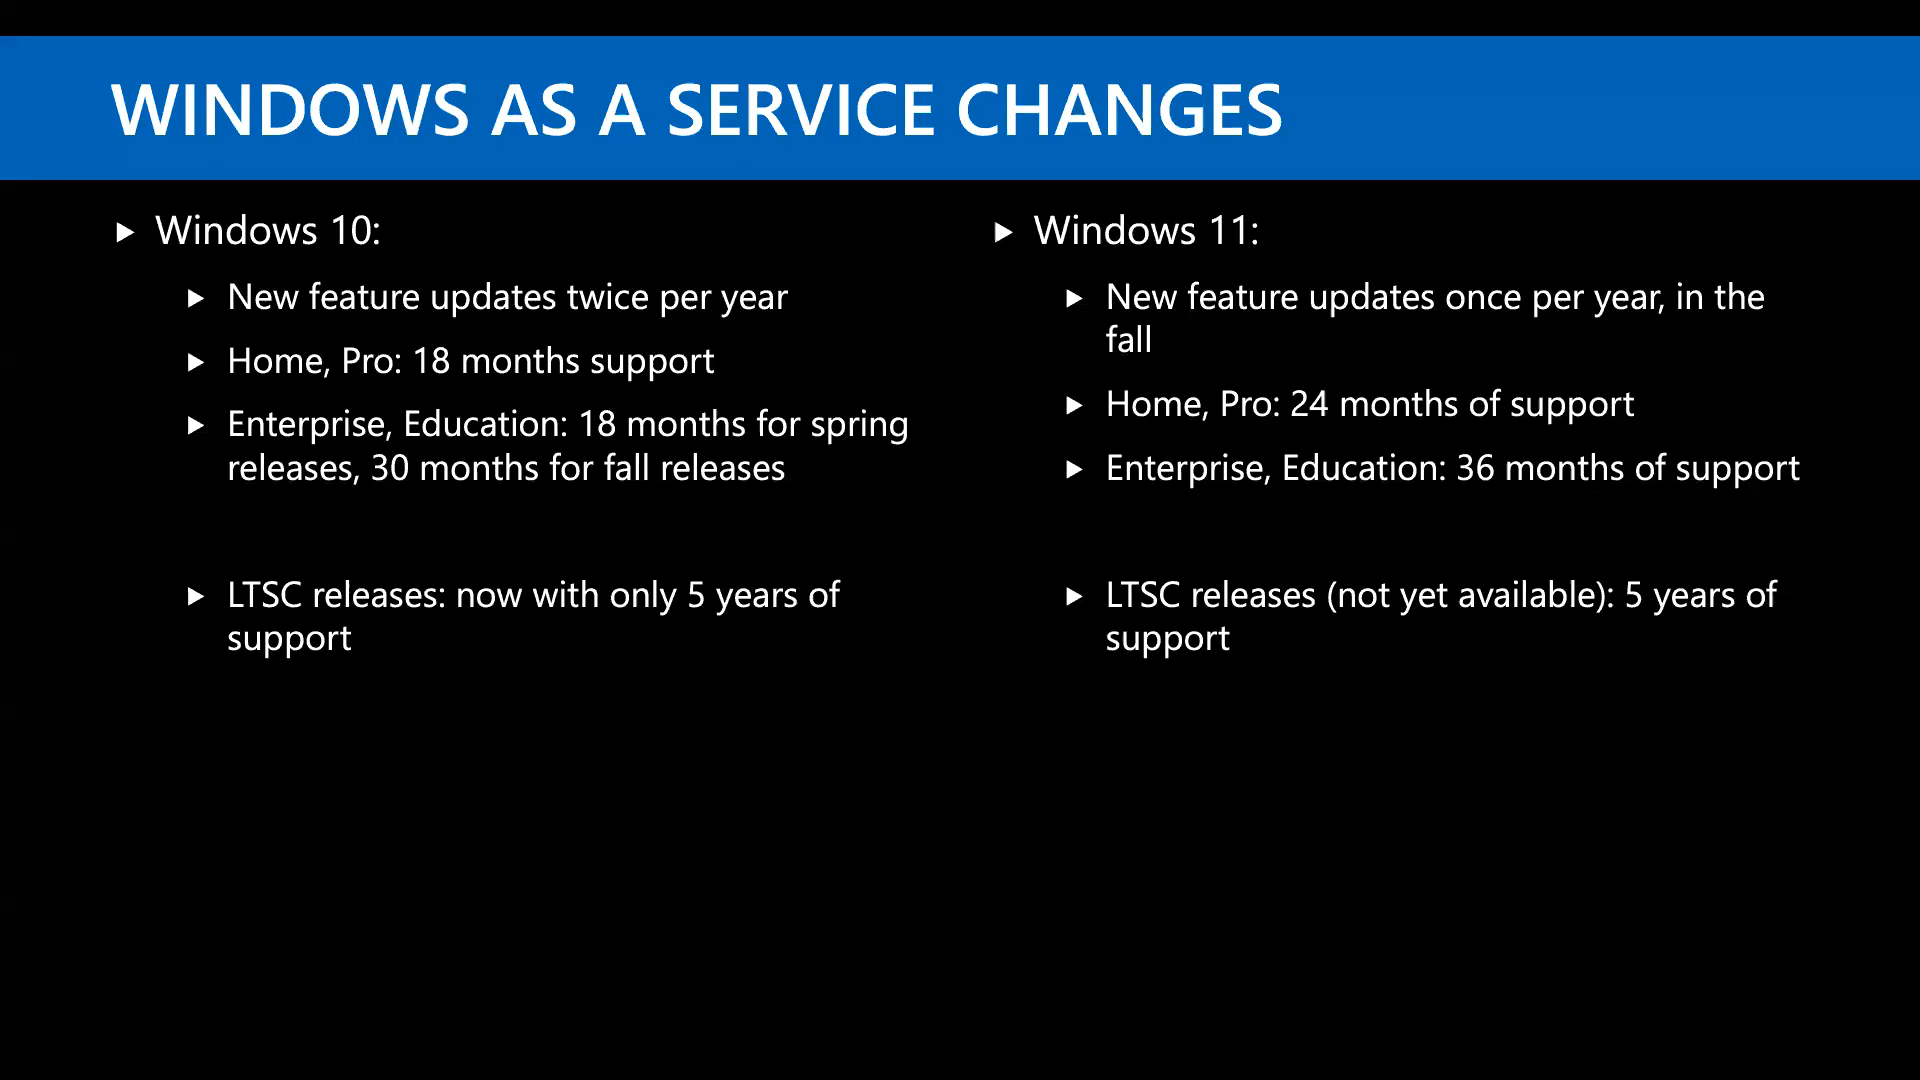 WINDOWS AS A SERVICE CHANGES
Windows 10:
New feature updates twice per year
Home, Pro: 18 months support
Enterprise, Education: 18 months for spring
releases, 30 months for fall releases
LTSC releases: now with only 5 years of
support
Windows 11:
New feature updates once per year, in the
fall
Home, Pro: 24 months of support
Enterprise, Education: 36 months of support
LTSC releases (not yet available): 5 years of
support